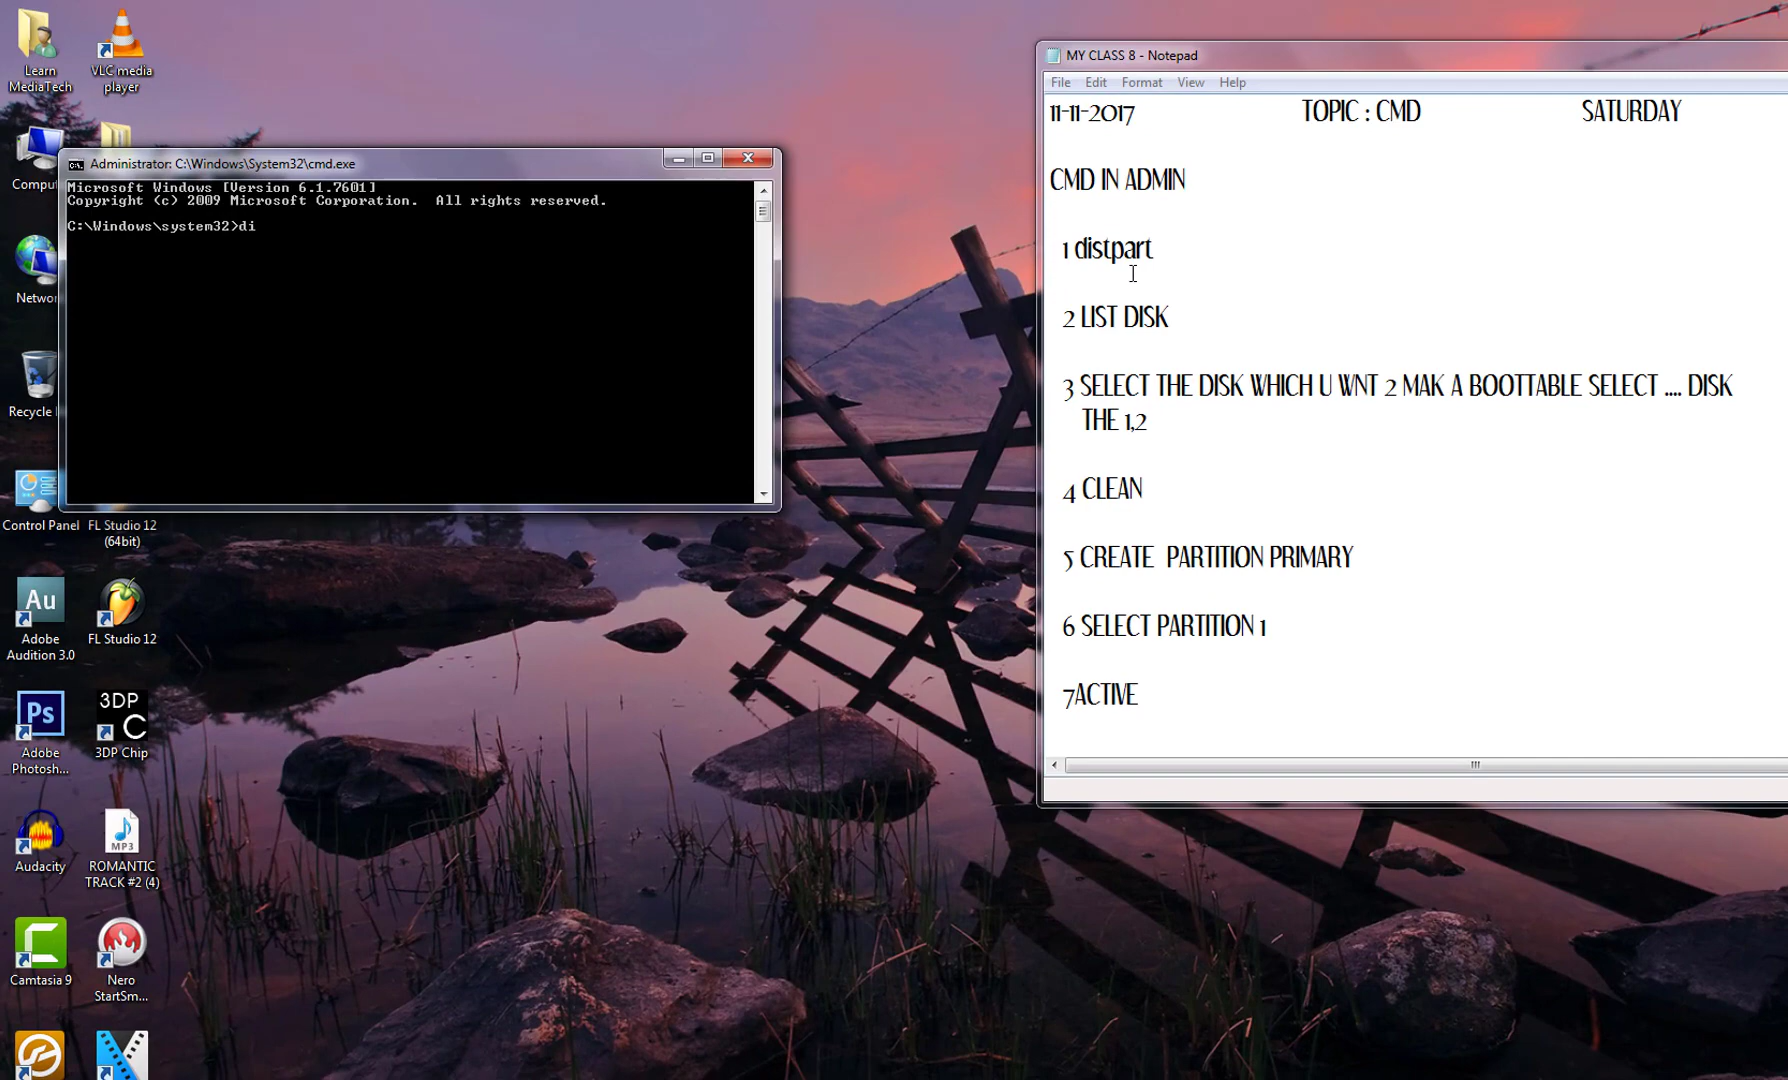 Learn
MediaTech
VLC media
player
Comput
Networ
Recycle
Control Panel
FL Studio 12
(64bit)
Au
Adobe
Audition 3.0
FL Studio 12
Ps
Adobe
Photosh...
3DP
C
3DP Chip
Audacity
MP3
ROMANTIC
TRACK #2 (4)
Camtasia 9
Nero
StartSm...
Administrator: C:\Windows\System32\cmd.exe
Microsoft Windows [Version 6.1.7601]
Copyright (c) 2009 Microsoft Corporation.  All rights reserved.
C:\Windows\system32>di
MY CLASS 8 - Notepad
File Edit Format View Help
11-11-2017 TOPIC : CMD SATURDAY
CMD IN ADMIN
1 distpart
2 LIST DISK
3 SELECT THE DISK WHICH U WNT 2 MAK A BOOTTABLE SELECT .... DISK
THE 1,2
4 CLEAN
5 CREATE PARTITION PRIMARY
6 SELECT PARTITION 1
7ACTIVE